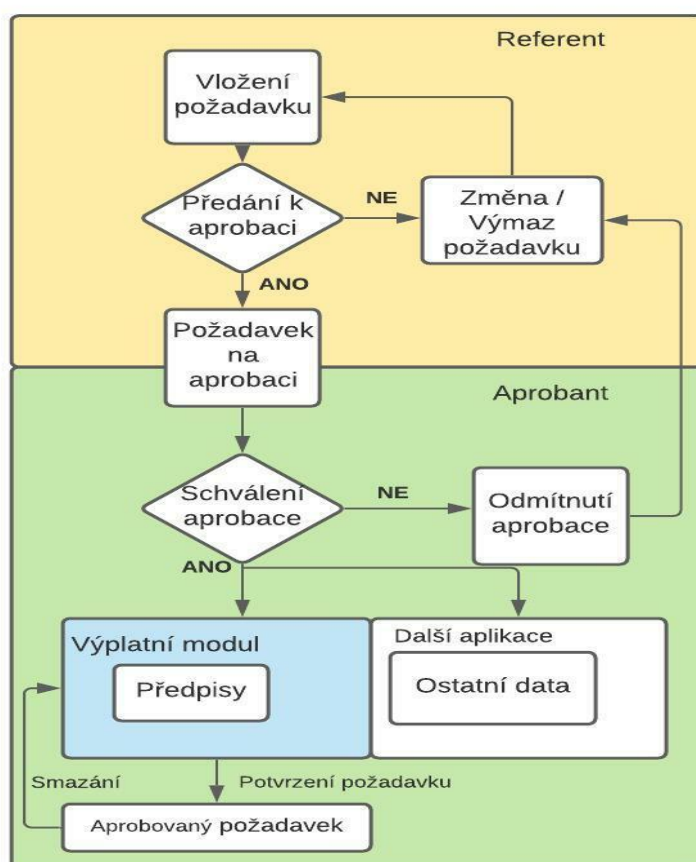 Referent
Vložení
požadavku
Předání k
aprobaci
NE
Změna /
Výmaz
požadavku
ANO
Požadavek
na
aprobaci
Aprobant
Schválení
aprobace
NE
Odmítnutí
aprobace
ANO
Výplatní modul
Předpisy
Další aplikace
Ostatní data
Smazání
Potvrzení požadavku
Aprobovaný požadavek